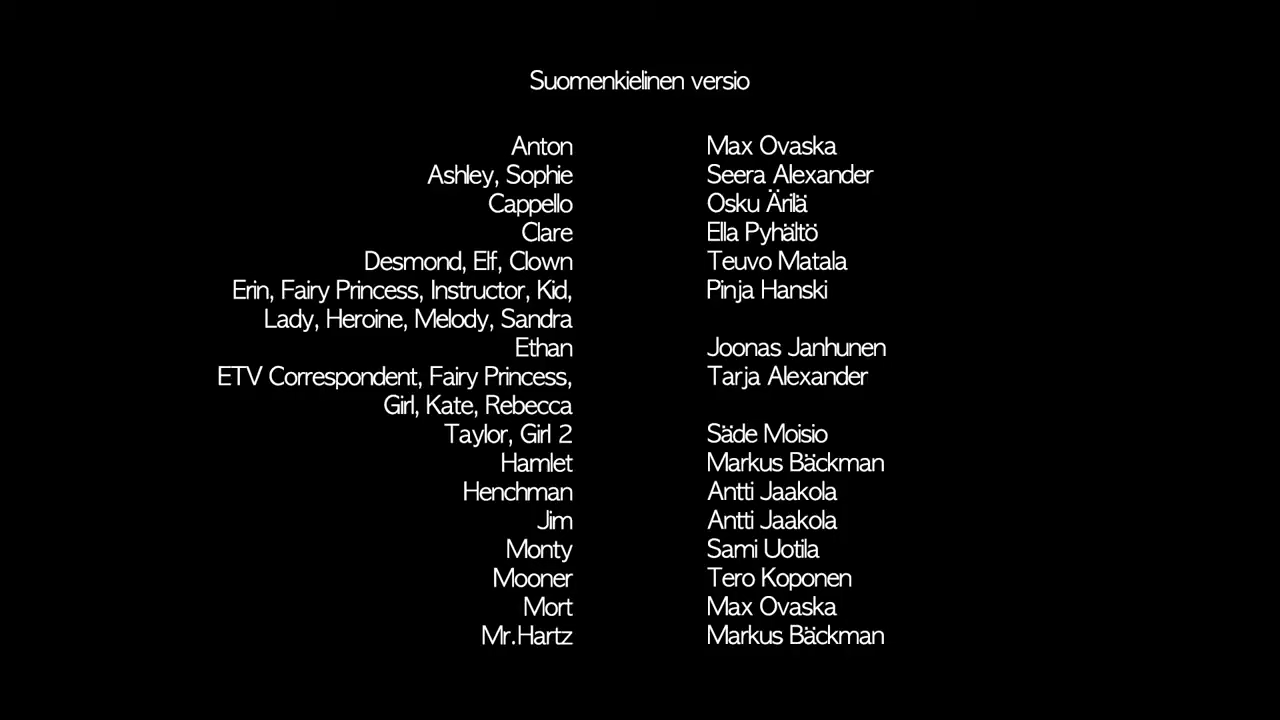 Suomenkielinen versio
Anton Max Ovaska
Ashley, Sophie Seera Alexander
Cappello Osku Ärilä
Clare Ella Pyhältö
Desmond, Elf, Clown Teuvo Matala
Erin, Fairy Princess, Instructor, Kid, Pinja Hanski
Lady, Heroine, Melody, Sandra
Ethan Joonas Janhunen
ETV Correspondent, Fairy Princess, Tarja Alexander
Girl, Kate, Rebecca
Taylor, Girl 2 Säde Moisio
Hamlet Markus Bäckman
Henchman Antti Jaakola
Jim Antti Jaakola
Monty Sami Uotila
Mooner Tero Koponen
Mort Max Ovaska
Mr.Hartz Markus Bäckman